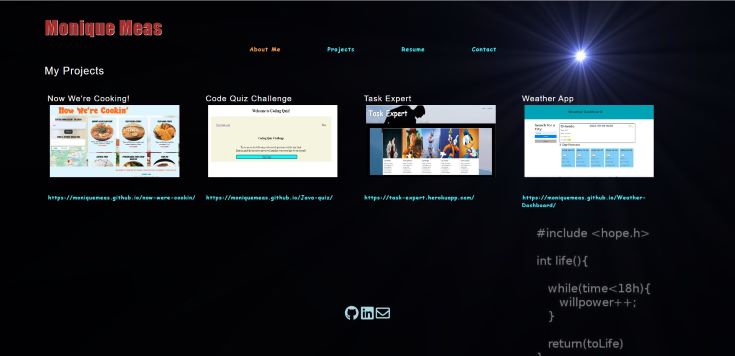 Monique Meas
About Me
Projects
Resume
Contact
My Projects
Now We're Cooking!
Code Quiz Challenge
Task Expert
Weather App
Now We're Cookin'
Welcome to Coding Quiz!
Coding Quiz Challenge
Task Expert
Weather Dashboard
Search for a City:
https://moniquemeas.github.io/now-were-cookin/
https://moniquemeas.github.io/Java-quiz/
https://task-expert.herokuapp.com/
https://moniquemeas.github.io/Weather-
Dashboard/
#include <hope.h>
int life(){
while(time<18h){
willpower++;
}
return(toLife)
}